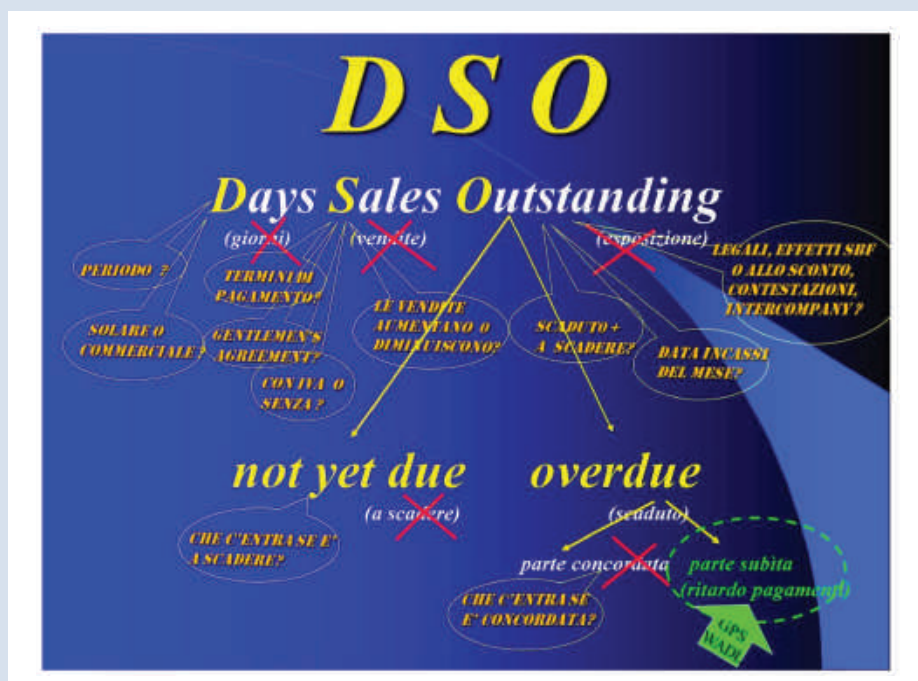 D S O
Days Sales Outstanding
(giorni)
(vendite)
(esposizione)
PERIODO ?
SOLARE O
COMMERCIALE ?
TERMINI DI
PAGAMENTO?
GENTLEMEN'S
AGREEMENT?
CON IVA O
SENZA ?
LE VENDITE
AUMENTANO O
DIMINUISCONO?
SCADUTO +
A SCADERE?
DATA INCASSI
DEL MESE?
LEGALI, EFFETTI SBF
O ALLO SCONTO,
CONTESTAZIONI,
INTERCOMPANY ?
not yet due
(a scadere)
CHE C'ENTRA SE E'
A SCADERE?
overdue
(scaduto)
parte concordata
CHE C'ENTRA SE
E' CONCORDATA?
parte subìta
(ritardo pagamenti)
GPS
WADL